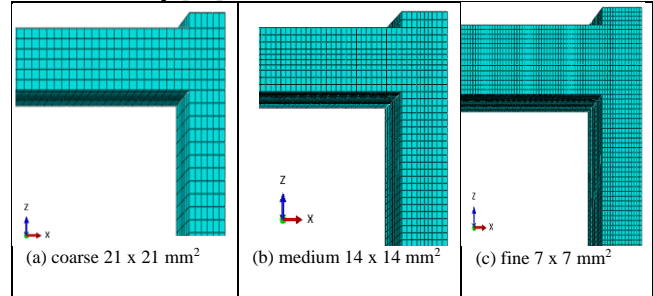 Z
X
(a) coarse 21 x 21 mm²
Z
X
(b) medium 14 x 14 mm²
Z
X
(c) fine 7 x 7 mm²